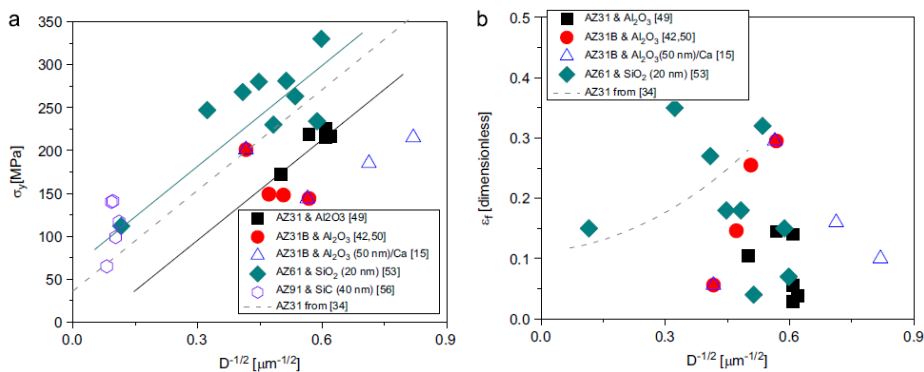 a
350
300
250
200
150
100
50
0
σy[MPa]
0.0
0.3
0.6
0.9
D-1/2 [μm-1/2]
AZ31 & Al2O3 [49]
AZ31B & Al2O3 [42,50]
AZ31B & Al2O3 (50 nm)/Ca [15]
AZ61 & SiO2 (20 nm) [53]
AZ91 & SiC (40 nm) [56]
AZ31 from [34]
b
0.5
0.4
0.3
0.2
0.1
0.0
εf [dimensionless]
0.0
0.3
0.6
0.9
D-1/2 [μm-1/2]
AZ31 & Al2O3 [49]
AZ31B & Al2O3 [42,50]
AZ31B & Al2O3(50 nm)/Ca [15]
AZ61 & SiO2 (20 nm) [53]
AZ31 from [34]